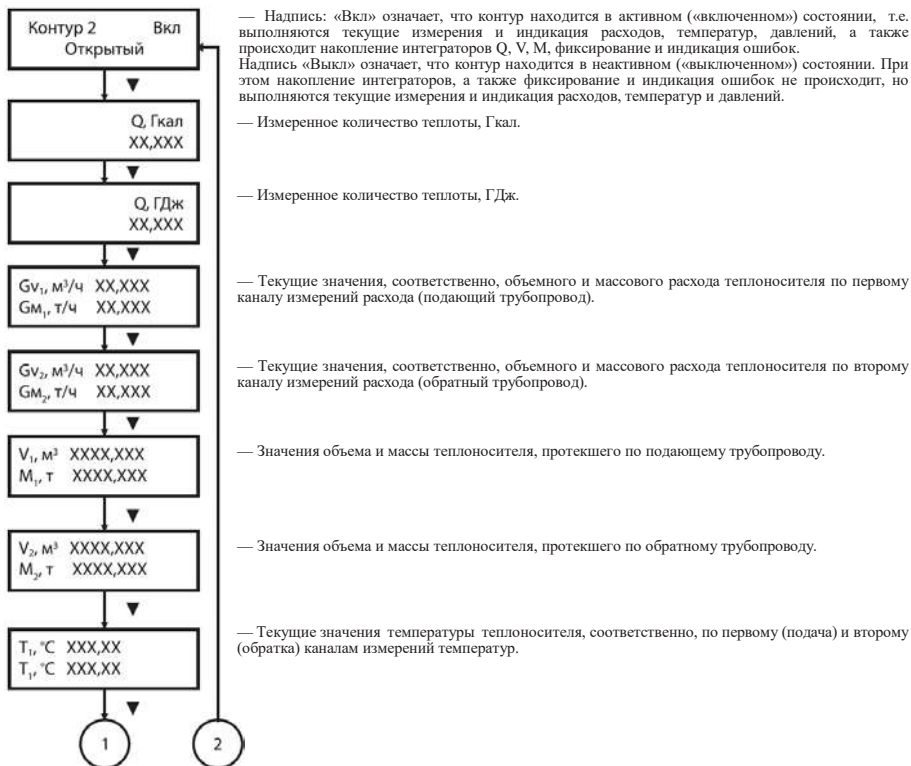 Контур 2 Вкл
Открытый
— Надпись: «Вкл» означает, что контур находится в активном («включенном») состоянии, т.е.
выполняются текущие измерения и индикация расходов, температур, давлений, а также
происходит накопление интеграторов Q, V, M, фиксирование и индикация ошибок.
Надпись «Выкл» означает, что контур находится в неактивном («выключенном») состоянии. При
этом накопление интеграторов, а также фиксирование и индикация ошибок не происходит, но
выполняются текущие измерения и индикация расходов, температур и давлений.
▼
Q, Гкал
XX,XXX
— Измеренное количество теплоты, Гкал.
▼
Q, ГДж
XX,XXX
— Измеренное количество теплоты, ГДж.
▼
Gv₁, м³/ч XX,XXX
Gм₁, т/ч XX,XXX
— Текущие значения, соответственно, объемного и массового расхода теплоносителя по первому
каналу измерений расхода (подающий трубопровод).
▼
Gv₂, м³/ч XX,XXX
Gм₂, т/ч XX,XXX
— Текущие значения, соответственно, объемного и массового расхода теплоносителя по второму
каналу измерений расхода (обратный трубопровод).
▼
V₁, м³ XXXX,XXX
M₁, т XXXX,XXX
— Значения объема и массы теплоносителя, протекшего по подающему трубопроводу.
▼
V₂, м³ XXXX,XXX
M₂, т XXXX,XXX
— Значения объема и массы теплоносителя, протекшего по обратному трубопроводу.
▼
T₁, °C XXX,XX
T₁, °C XXX,XX
— Текущие значения температуры теплоносителя, соответственно, по первому (подача) и второму
(обратка) каналам измерений температур.
▼
1
2